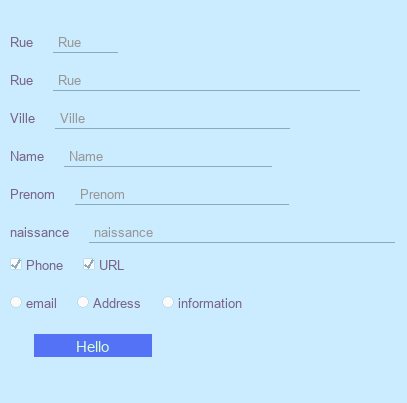 Rue Rue
Rue Rue
Ville Ville
Name Name
Prenom Prenom
naissance naissance
Phone URL
email Address information
Hello